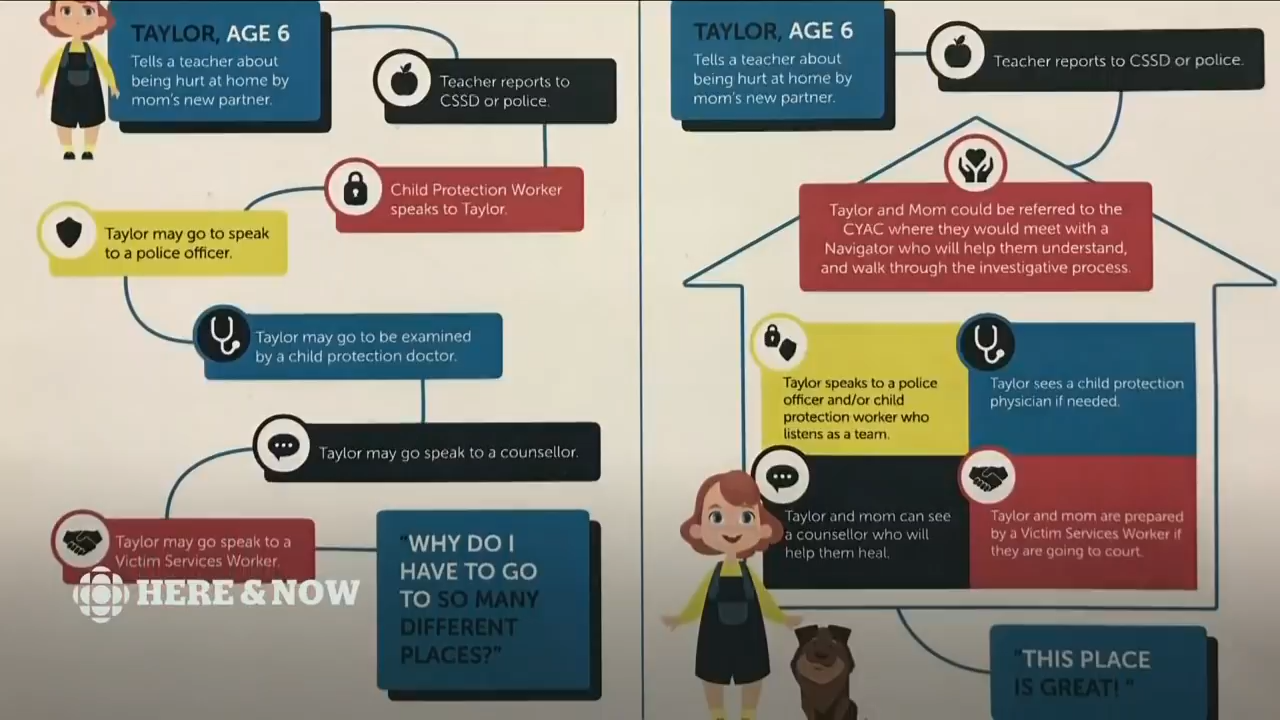 TAYLOR, AGE 6
Tells a teacher about
being hurt at home by
mom's new partner.
Teacher reports to
CSSD or police.
Child Protection Worker
speaks to Taylor.
Taylor may go to speak
to a police officer.
Taylor may go to be examined
by a child protection doctor.
Taylor may go speak to a counsellor.
Taylor may go speak to a
Victim Services Worker.
"WHY DO I
HAVE TO GO
TO SO MANY
DIFFERENT
PLACES?"
HERE & NOW
TAYLOR, AGE 6
Tells a teacher about
being hurt at home by
mom's new partner.
Teacher reports to CSSD or police.
Taylor and Mom could be referred to the
CYAC where they would meet with a
Navigator who will help them understand,
and walk through the investigative process.
Taylor speaks to a police
officer and/or child
protection worker who
listens as a team.
Taylor sees a child protection
physician if needed.
Taylor and mom can see
a counsellor who will
help them heal.
Taylor and mom are prepared
by a Victim Services Worker if
they are going to court.
"THIS PLACE
IS GREAT! "